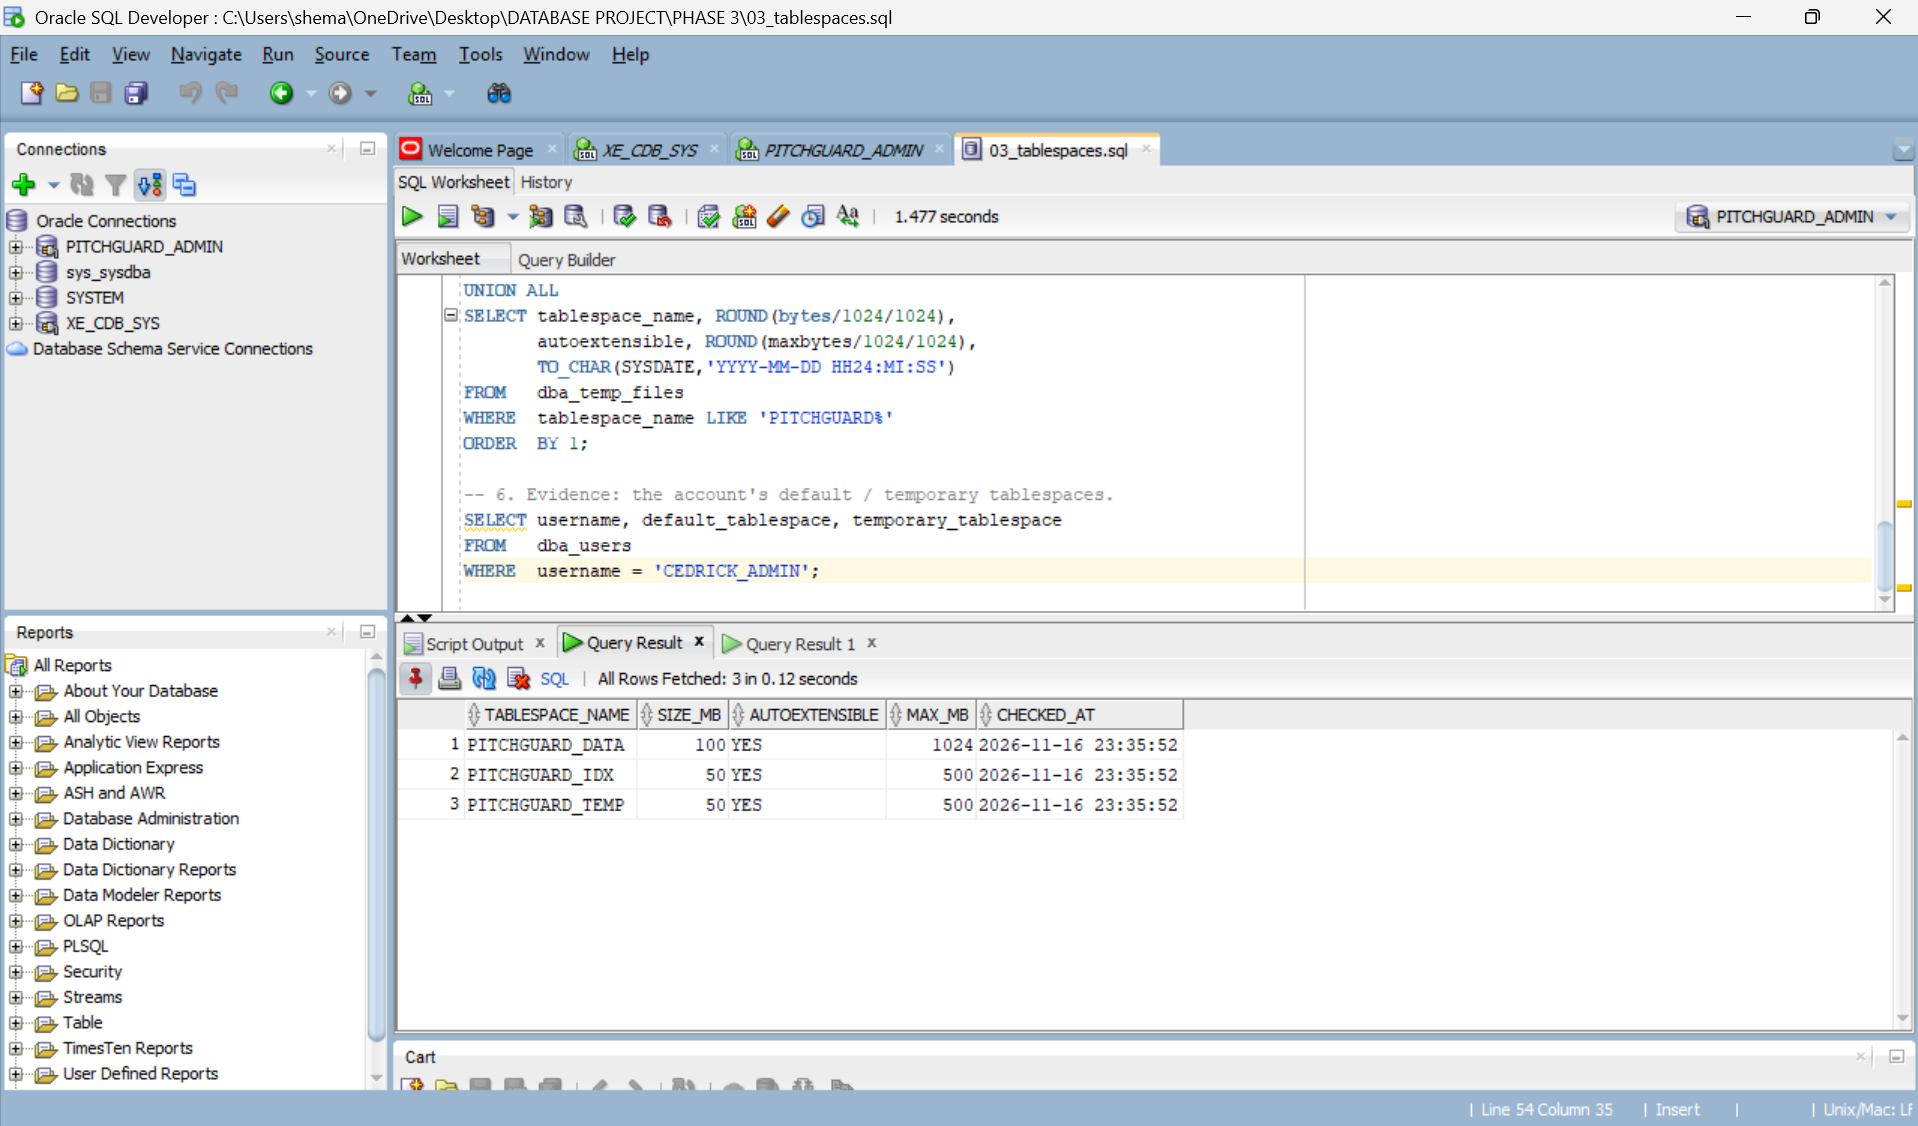 Oracle SQL Developer : C:\Users\shema\OneDrive\Desktop\DATABASE PROJECT\PHASE 3\03_tablespaces.sql
File Edit View Navigate Run Source Team Tools Window Help
Connections
Oracle Connections
PITCHGUARD_ADMIN
sys_sysdba
SYSTEM
XE_CDB_SYS
Database Schema Service Connections
Reports
All Reports
About Your Database
All Objects
Analytic View Reports
Application Express
ASH and AWR
Database Administration
Data Dictionary
Data Dictionary Reports
Data Modeler Reports
OLAP Reports
PLSQL
Security
Streams
Table
TimesTen Reports
User Defined Reports
Welcome Page XE_CDB_SYS PITCHGUARD_ADMIN 03_tablespaces.sql
SQL Worksheet History
1.477 seconds PITCHGUARD_ADMIN
Worksheet Query Builder
UNION ALL
SELECT tablespace_name, ROUND(bytes/1024/1024),
autoextensible, ROUND(maxbytes/1024/1024),
TO_CHAR(SYSDATE,'YYYY-MM-DD HH24:MI:SS')
FROM dba_temp_files
WHERE tablespace_name LIKE 'PITCHGUARD%'
ORDER BY 1;
-- 6. Evidence: the account's default / temporary tablespaces.
SELECT username, default_tablespace, temporary_tablespace
FROM dba_users
WHERE username = 'CEDRICK_ADMIN';
Script Output x Query Result x Query Result 1 x
SQL | All Rows Fetched: 3 in 0.12 seconds
TABLESPACE_NAME SIZE_MB AUTOEXTENSIBLE MAX_MB CHECKED_AT
1 PITCHGUARD_DATA 100 YES 1024 2026-11-16 23:35:52
2 PITCHGUARD_IDX 50 YES 500 2026-11-16 23:35:52
3 PITCHGUARD_TEMP 50 YES 500 2026-11-16 23:35:52
Cart
| Line 54 Column 35 | Insert | | Unix/Mac: LF